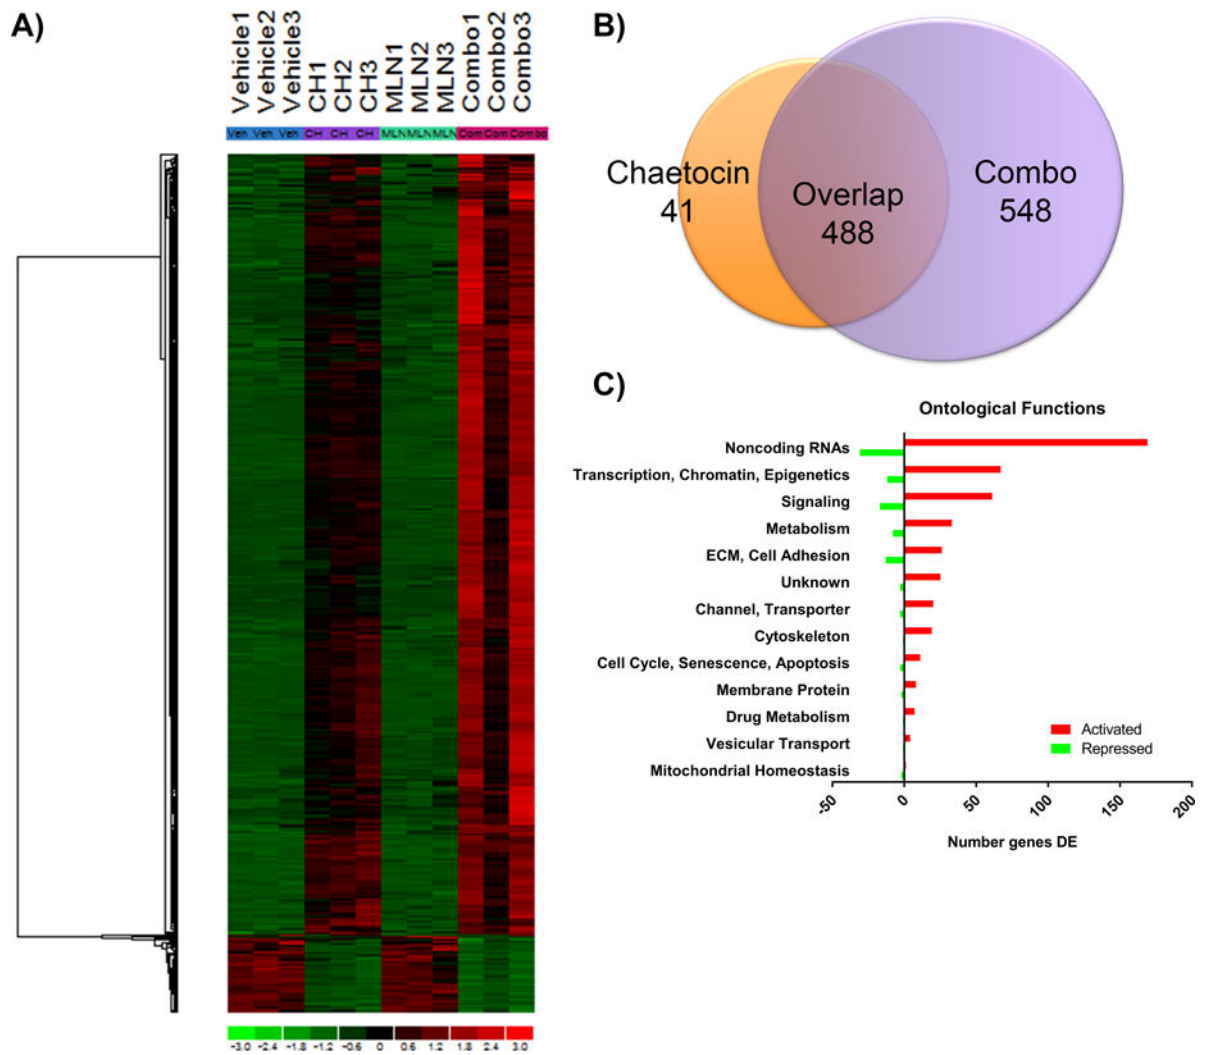 A)
Vehicle1 Vehicle2 Vehicle3 CH1 CH2 CH3 MLN1 MLN2 MLN3 Combo1 Combo2 Combo3
Veh Veh Veh CH CH CH MLN MLN MLN Com Com Combo
-3.0 -2.4 -1.8 -1.2 -0.6 0 0.6 1.2 1.8 2.4 3.0
B)
Chaetocin
41
Overlap
488
Combo
548
C)
Ontological Functions
Noncoding RNAs
Transcription, Chromatin, Epigenetics
Signaling
Metabolism
ECM, Cell Adhesion
Unknown
Channel, Transporter
Cytoskeleton
Cell Cycle, Senescence, Apoptosis
Membrane Protein
Drug Metabolism
Vesicular Transport
Mitochondrial Homeostasis
Activated
Repressed
-50 0 50 100 150 200
Number genes DE